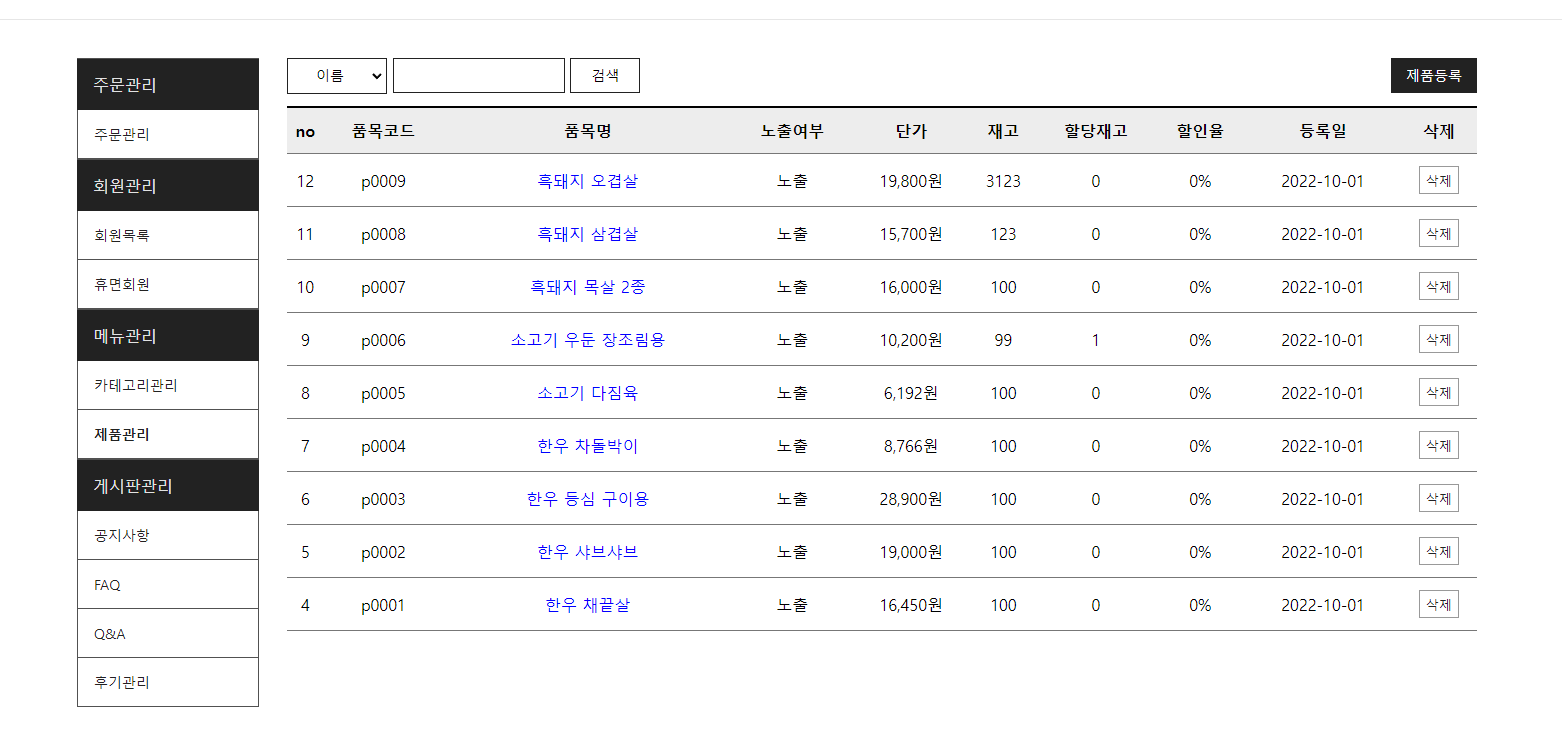 주문관리
주문관리
회원관리
회원목록
휴면회원
메뉴관리
카테고리관리
제품관리
게시판관리
공지사항
FAQ
Q&A
후기관리
이름 검색 제품등록
no 품목코드 품목명 노출여부 단가 재고 할당재고 할인율 등록일 삭제
12 p0009 흑돼지 오겹살 노출 19,800원 3123 0 0% 2022-10-01 삭제
11 p0008 흑돼지 삼겹살 노출 15,700원 123 0 0% 2022-10-01 삭제
10 p0007 흑돼지 목살 2종 노출 16,000원 100 0 0% 2022-10-01 삭제
9 p0006 소고기 우둔 장조림용 노출 10,200원 99 1 0% 2022-10-01 삭제
8 p0005 소고기 다짐육 노출 6,192원 100 0 0% 2022-10-01 삭제
7 p0004 한우 차돌박이 노출 8,766원 100 0 0% 2022-10-01 삭제
6 p0003 한우 등심 구이용 노출 28,900원 100 0 0% 2022-10-01 삭제
5 p0002 한우 샤브샤브 노출 19,000원 100 0 0% 2022-10-01 삭제
4 p0001 한우 채끝살 노출 16,450원 100 0 0% 2022-10-01 삭제